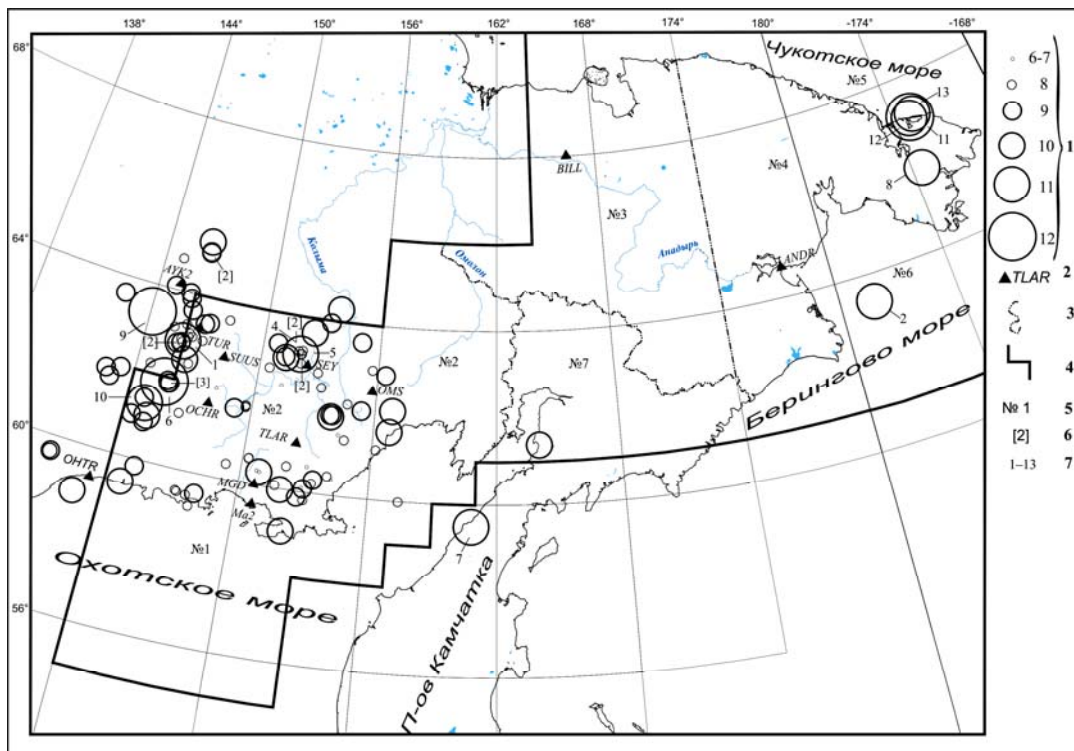 138° 144° 150° 156° 162° 168° 174° 180° -174° -168°
68°
64°
60°
56°
Чукотское море
№5
13
12
11
8
№4
BILL
№3
Анадырь
ANDR
№6
2
Колыма
Омолон
[2]
AYK2
9
[2]
1
TUR
SUUS
4
[2]
5
SEY
[2]
№2
№7
Берингово море
[3]
10
6
OCHR
№2
OMS
TLAR
OHTR
MGD
Ma2
№1
7
Охотское море
П-ов Камчатка
6-7
8
9
10
11
12
1
TLAR 2
3
4
№ 1 5
[2] 6
1–13 7